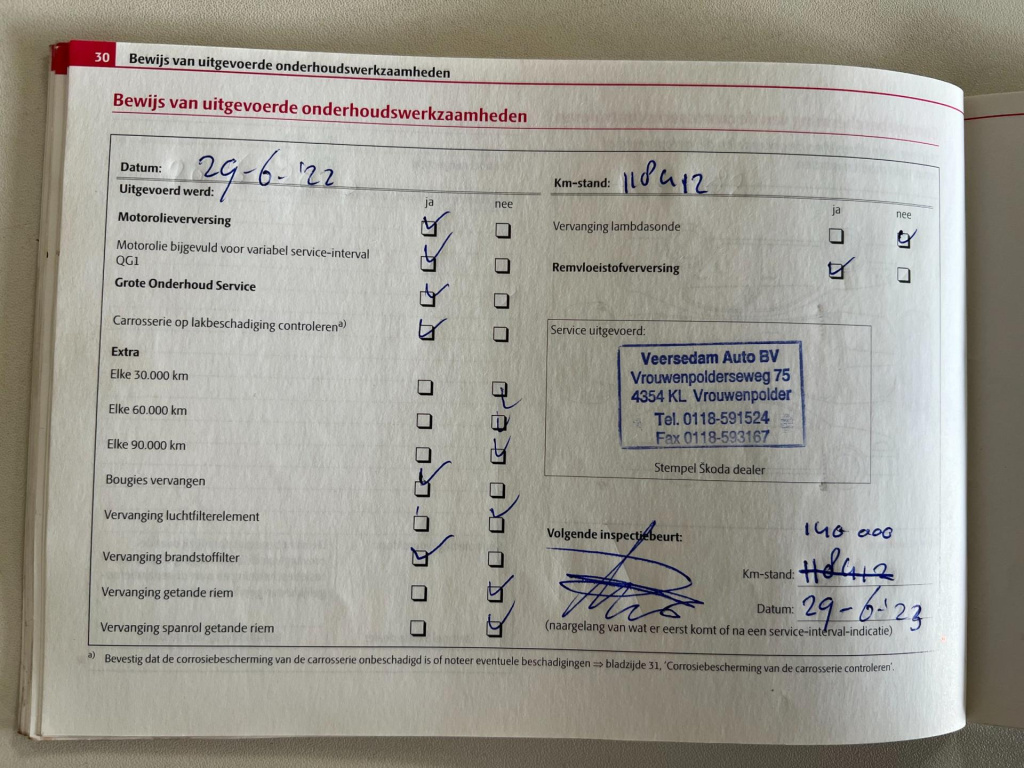 30 Bewijs van uitgevoerde onderhoudswerkzaamheden
Bewijs van uitgevoerde onderhoudswerkzaamheden
Datum: 29-6-'22
Uitgevoerd werd:
ja nee
Motorolieverversing
Motorolie bijgevuld voor variabel service-interval
QG1
Grote Onderhoud Service
Carrosserie op lakbeschadiging controleren a)
Extra
Elke 30.000 km
Elke 60.000 km
Elke 90.000 km
Bougies vervangen
Vervanging luchtfilterelement
Vervanging brandstoffilter
Vervanging getande riem
Vervanging spanrol getande riem
Km-stand: 118412
ja nee
Vervanging lambdasonde
Remvloeistofverversing
Service uitgevoerd:
Veersedam Auto BV
Vrouwenpolderseweg 75
4354 KL Vrouwenpolder
Tel. 0118-591524
Fax 0118-593167
Stempel Škoda dealer
Volgende inspectiebeurt:
140 000
Km-stand: 118412
Datum: 29-6-'23
(naargelang van wat er eerst komt of na een service-interval-indicatie)
a) Bevestig dat de corrosiebescherming van de carrosserie onbeschadigd is of noteer eventuele beschadigingen ⇒ bladzijde 31, 'Corrosiebescherming van de carrosserie controleren'.